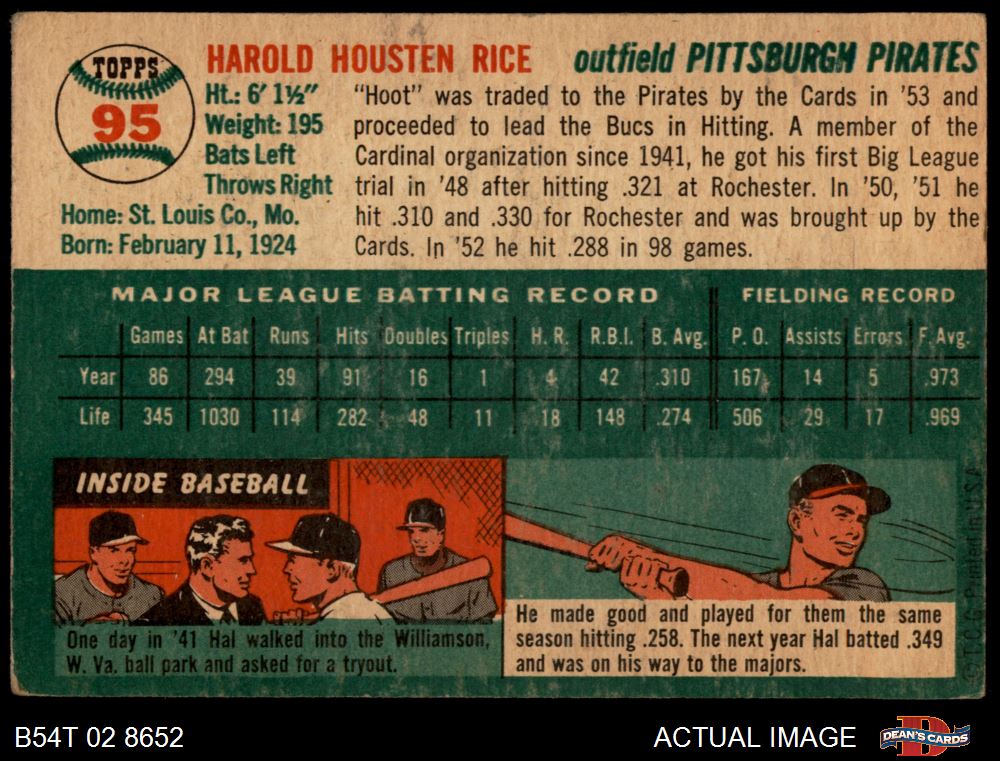 TOPPS
95
HAROLD HOUSTEN RICE outfield PITTSBURGH PIRATES
Ht.: 6' 1½"
Weight: 195
Bats Left
Throws Right
Home: St. Louis Co., Mo.
Born: February 11, 1924
"Hoot" was traded to the Pirates by the Cards in '53 and
proceeded to lead the Bucs in Hitting. A member of the
Cardinal organization since 1941, he got his first Big League
trial in '48 after hitting .321 at Rochester. In '50, '51 he
hit .310 and .330 for Rochester and was brought up by the
Cards. In '52 he hit .288 in 98 games.
MAJOR LEAGUE BATTING RECORD FIELDING RECORD
Games At Bat Runs Hits Doubles Triples H. R. R.B.I. B. Avg. P. O. Assists Errors F. Avg.
Year 86 294 39 91 16 1 4 42 .310 167 14 5 .973
Life 345 1030 114 282 48 11 18 148 .274 506 29 17 .969
INSIDE BASEBALL
One day in '41 Hal walked into the Williamson,
W. Va. ball park and asked for a tryout.
He made good and played for them the same
season hitting .258. The next year Hal batted .349
and was on his way to the majors.
© T.C.G. Printed in U.S.A.
B54T 02 8652 ACTUAL IMAGE
D
DEAN'S CARDS